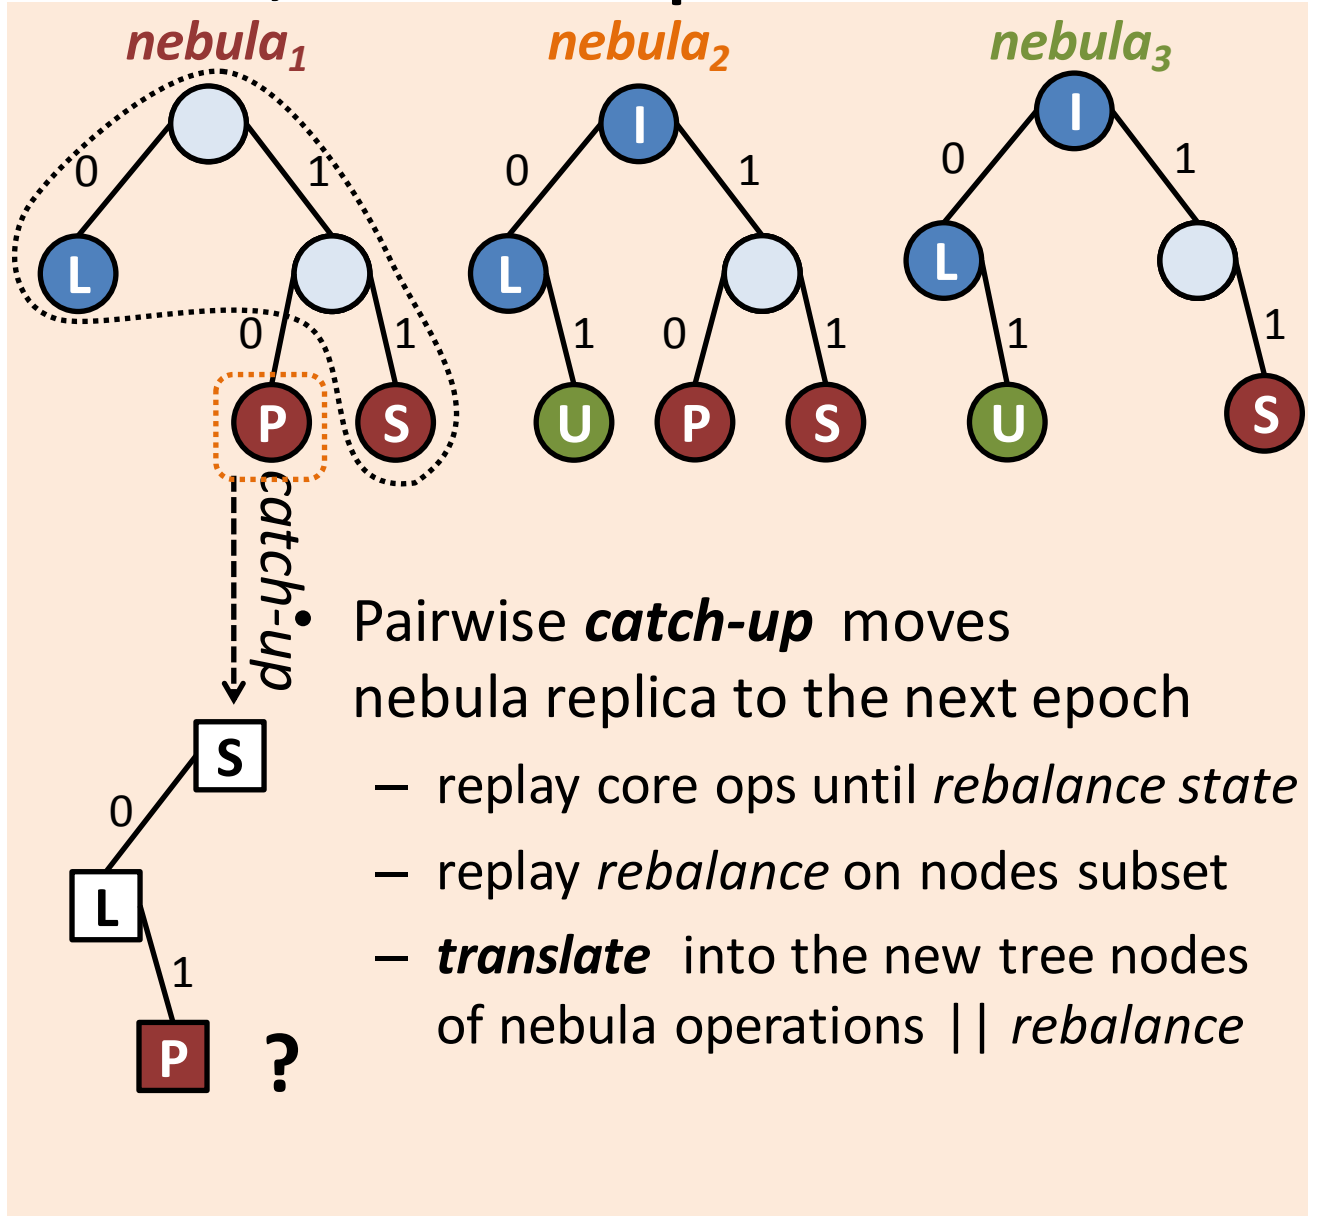 nebula1 nebula2 nebula3
I I
0 1 0 1 0 1
L L L
0 1 1 0 1 1 1
P S U P S U S
catch-up
• Pairwise catch-up moves
nebula replica to the next epoch
S
– replay core ops until rebalance state
0
– replay rebalance on nodes subset
L
– translate into the new tree nodes
1
of nebula operations || rebalance
P ?